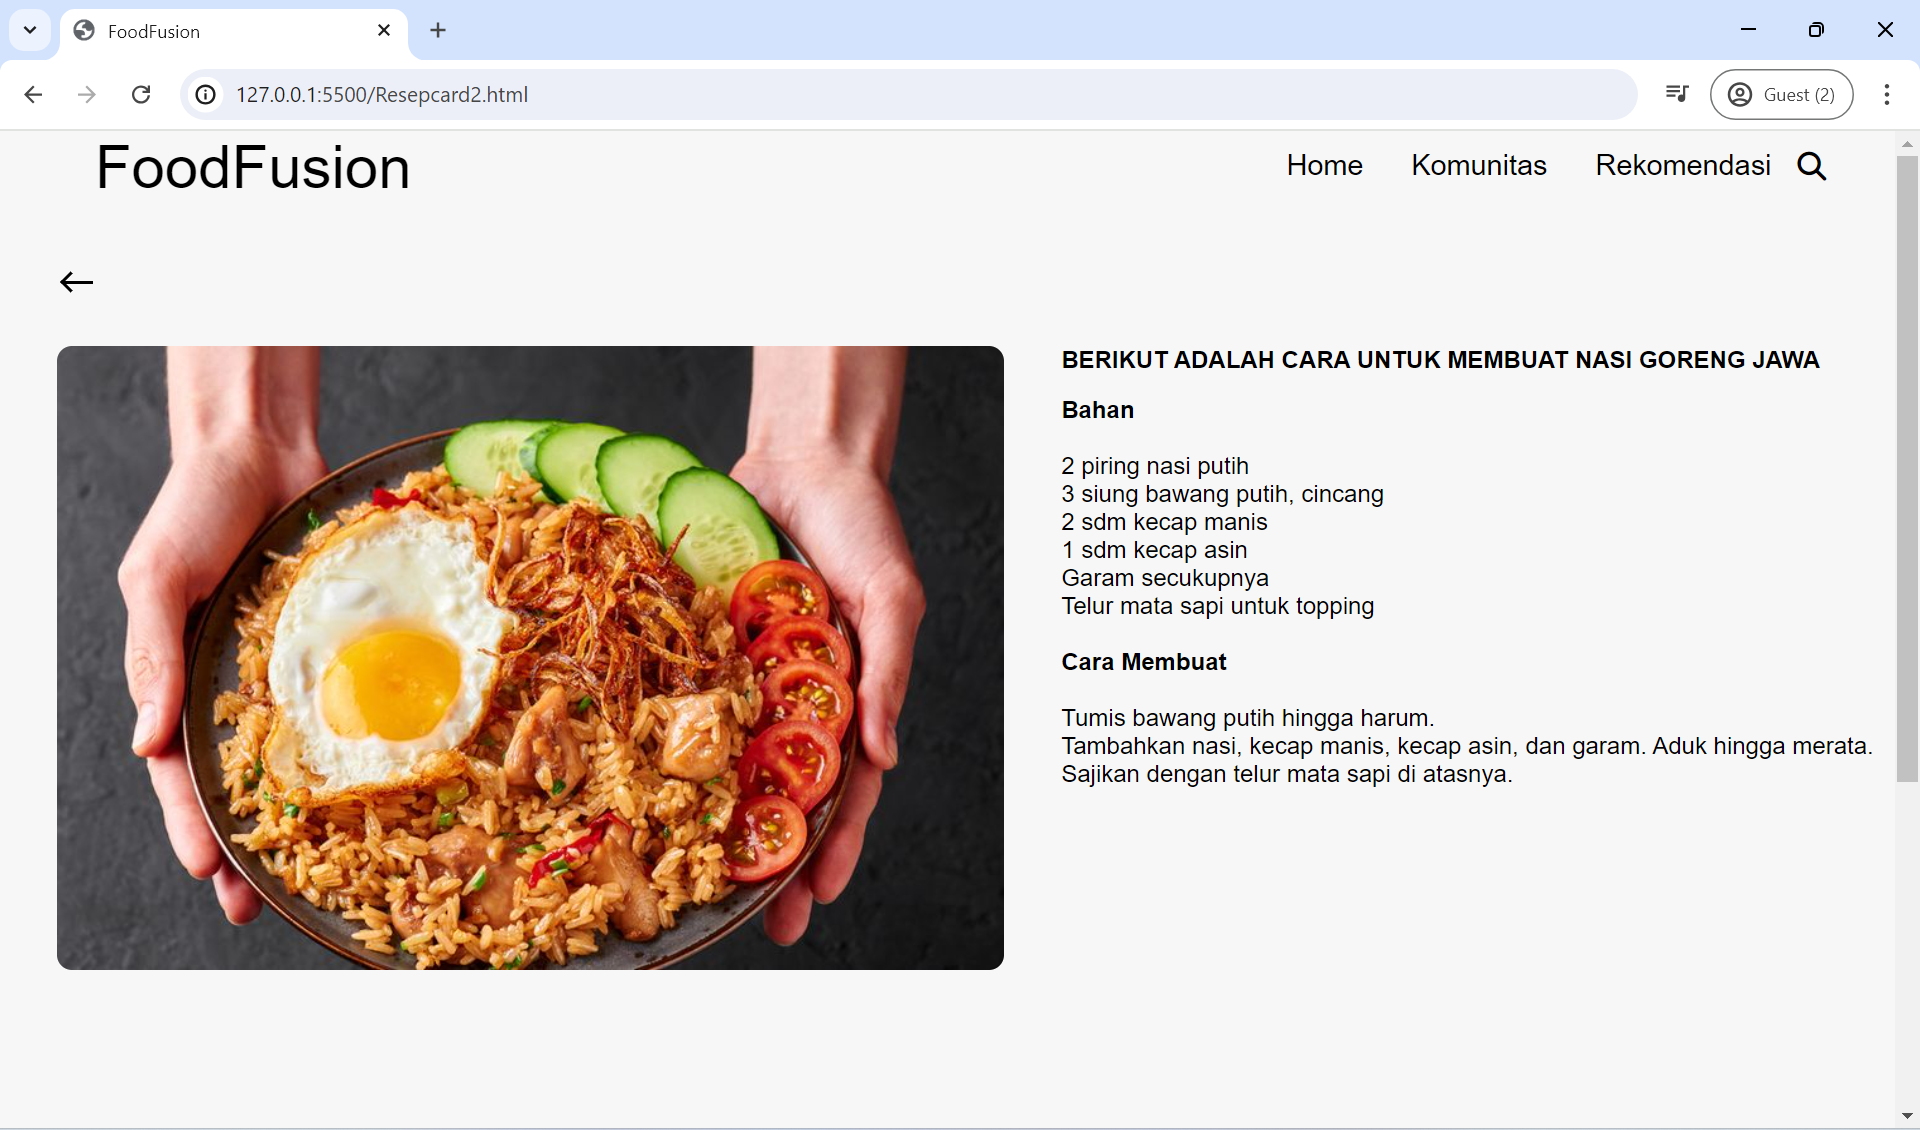 FoodFusion
127.0.0.1:5500/Resepcard2.html
Guest (2)
FoodFusion
Home Komunitas Rekomendasi
BERIKUT ADALAH CARA UNTUK MEMBUAT NASI GORENG JAWA
Bahan
2 piring nasi putih
3 siung bawang putih, cincang
2 sdm kecap manis
1 sdm kecap asin
Garam secukupnya
Telur mata sapi untuk topping
Cara Membuat
Tumis bawang putih hingga harum.
Tambahkan nasi, kecap manis, kecap asin, dan garam. Aduk hingga merata.
Sajikan dengan telur mata sapi di atasnya.